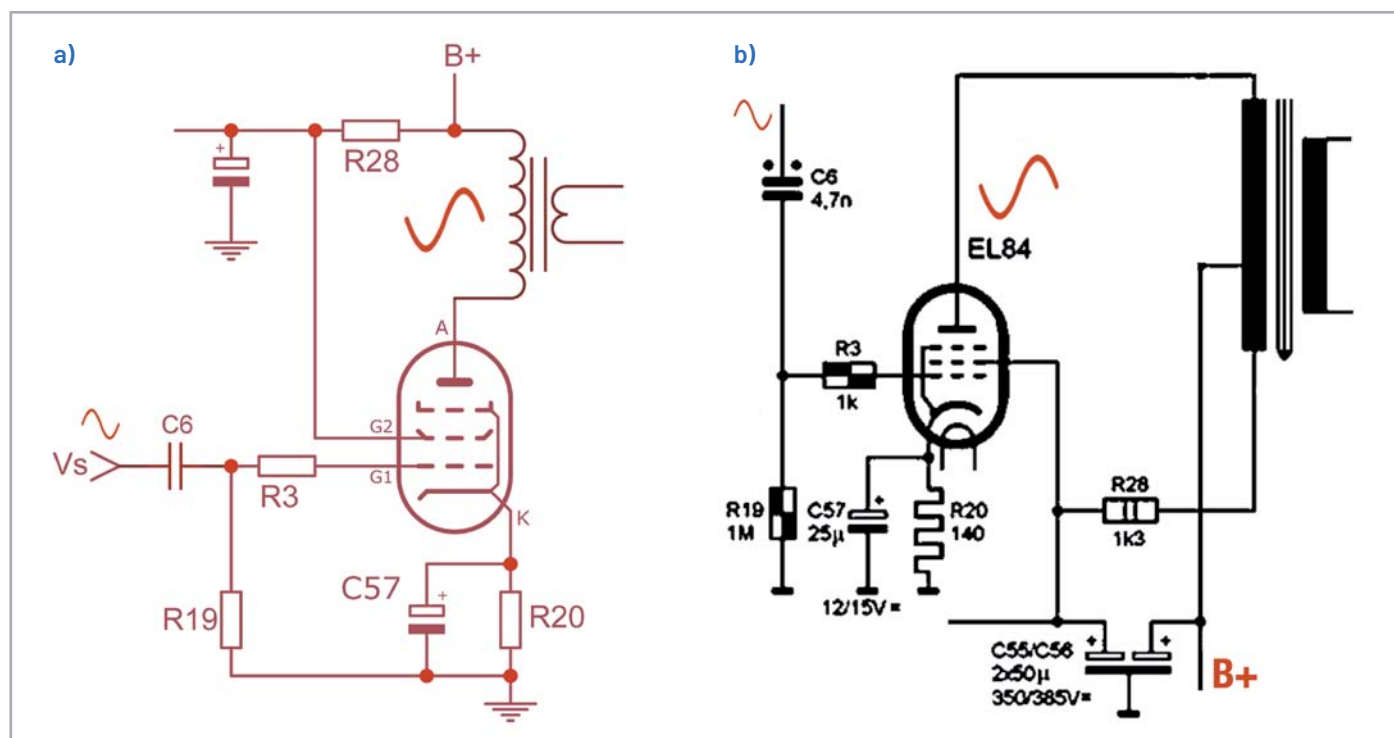 a)
B+
R28
A
G2
Vs
C6
R3
G1
K
C57
R19
R20
b)
C6
4,7n
EL84
R3
1k
R19
1M
C57
25µ
R20
140
12/15V=
R28
1k3
C55/C56
2x50µ
350/385V=
B+